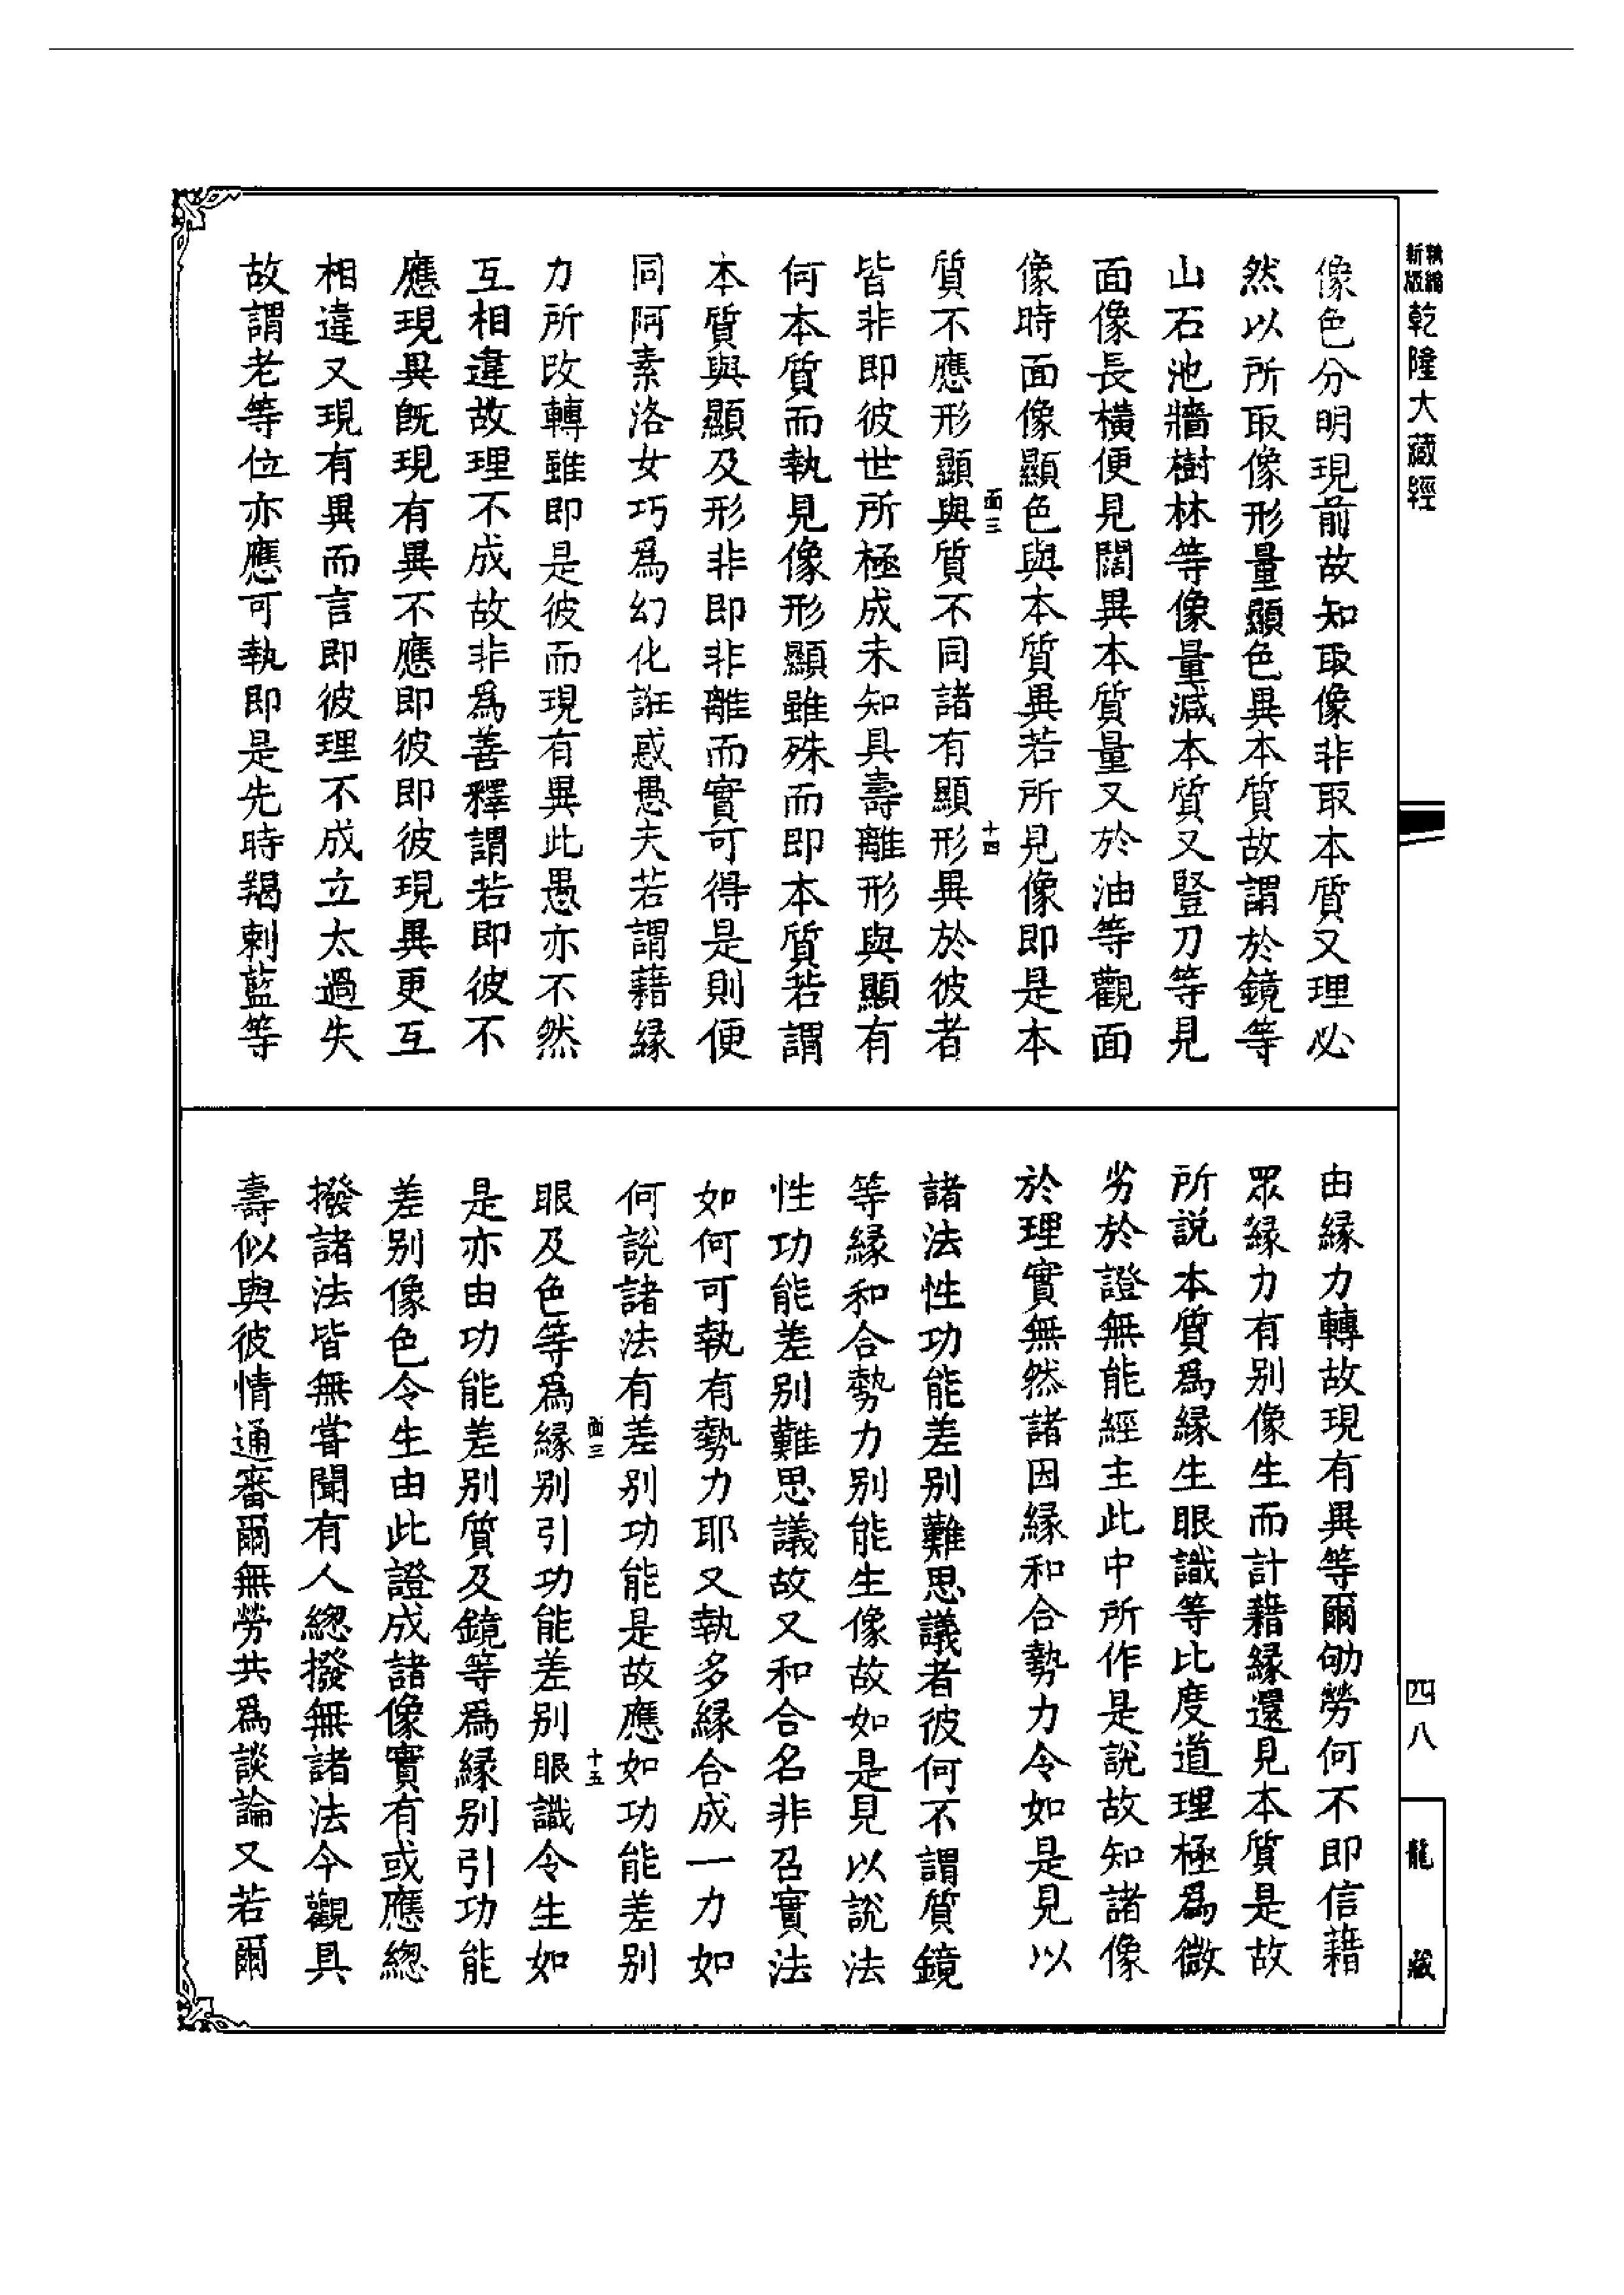 新編
縮版
乾隆大藏經
像色分明現前故知取像非取本質又理必
然以所取像形量顯色異本質故謂於鏡等
山石池牆樹林等像量減本質又豎刀等見
面像長橫便見闊異本質量又於油等觀面
像時面像顯色與本質異若所見像即是本
質不應形顯與質不同諸有顯形異於彼者
皆非即彼世所極成未知具壽離形與顯有
何本質而執見像形顯雖殊而即本質若謂
本質與顯及形非即非離而實可得是則便
同阿素洛女巧爲幻化誑惑愚夫若謂藉緣
力所改轉雖即是彼而現有異此愚亦不然
互相違故理不成故非爲善釋謂若即彼不
應現異旣現有異不應即彼即彼現異更互
相違又現有異而言即彼理不成立太過失
故謂老等位亦應可執即是先時羯剌藍等
面三
十四
由緣力轉故現有異等爾劬勞何不即信藉
眾緣力有別像生而計藉緣還見本質是故
所說本質爲緣生眼識等比度道理極爲微
劣於證無能經主此中所作是說故知諸像
於理實無然諸因緣和合勢力令如是見以
諸法性功能差別難思議者彼何不謂質鏡
等緣和合勢力別能生像故如是見以說法
性功能差別難思議故又和合名非召實法
如何可執有勢力耶又執多緣合成一力如
何說諸法有差別功能是故應如功能差別
眼及色等爲緣別引功能差別眼識令生如
是亦由功能差別質及鏡等爲緣別引功能
差別像色令生由此證成諸像實有或應總
撥諸法皆無當聞有人總撥無諸法今觀具
壽似與彼情通審爾無勞共爲談論又若爾
面三
十五
四八
龍藏